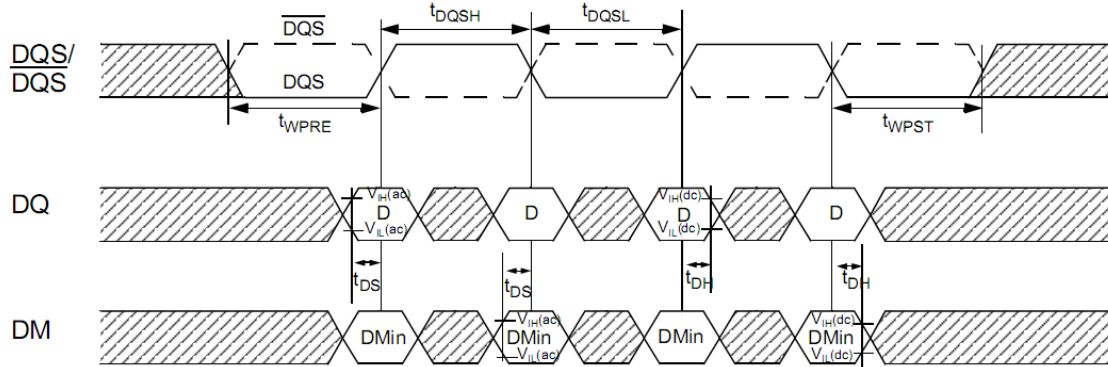 DQS
tDQSH
tDQSL
DQS/
DQS
DQS
tWPRE
tWPST
DQ
VIH(ac)
D
VIL(ac)
D
VIH(dc)
D
VIL(dc)
D
tDS
tDS
tDH
tDH
DM
DMin
VIH(ac)
DMin
VIL(ac)
DMin
VIH(dc)
DMin
VIL(dc)